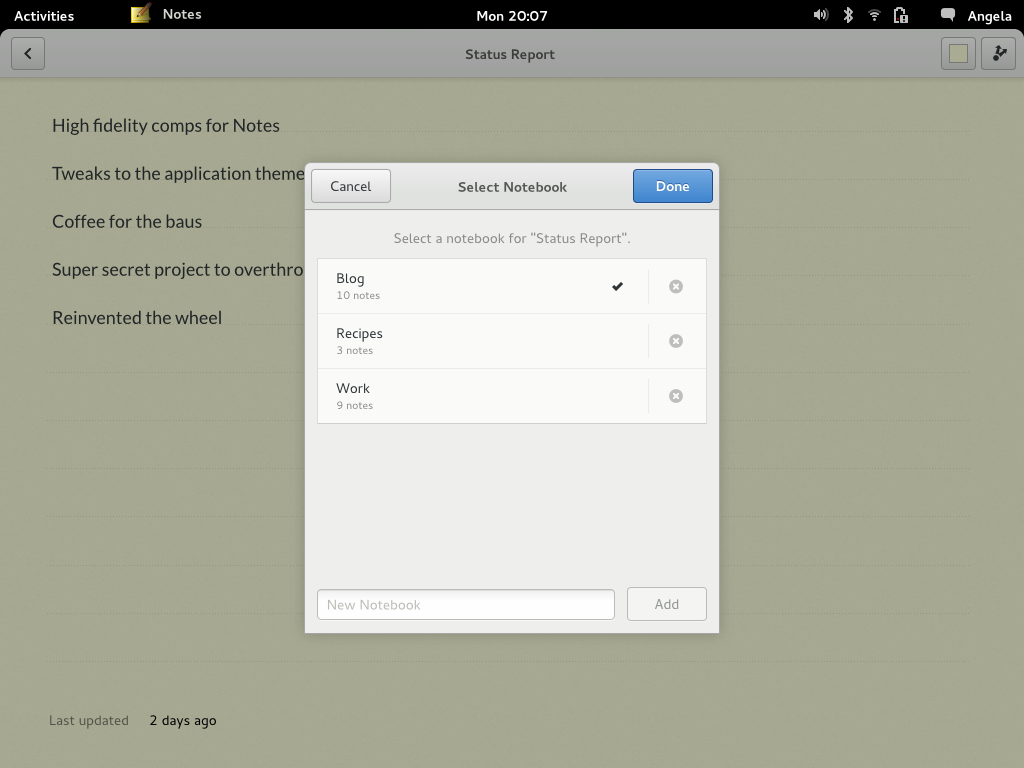 Activities Notes Mon 20:07 Angela
Status Report
High fidelity comps for Notes
Tweaks to the application theme
Coffee for the baus
Super secret project to overthro
Reinvented the wheel
Cancel Select Notebook Done
Select a notebook for "Status Report".
Blog
10 notes
Recipes
3 notes
Work
9 notes
New Notebook Add
Last updated 2 days ago